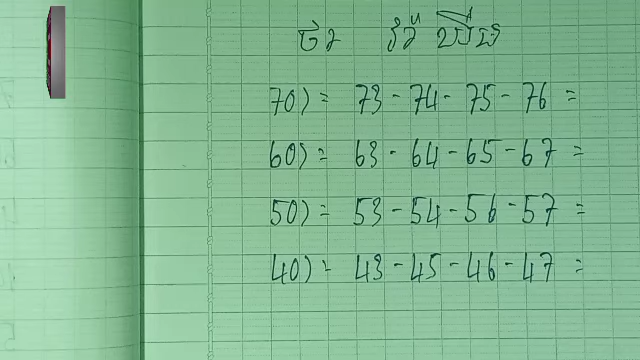 70) = 73 - 74 - 75 - 76 =
60) = 63 - 64 - 65 - 67 =
50) = 53 - 54 - 56 - 57 =
40) = 43 - 45 - 46 - 47 =